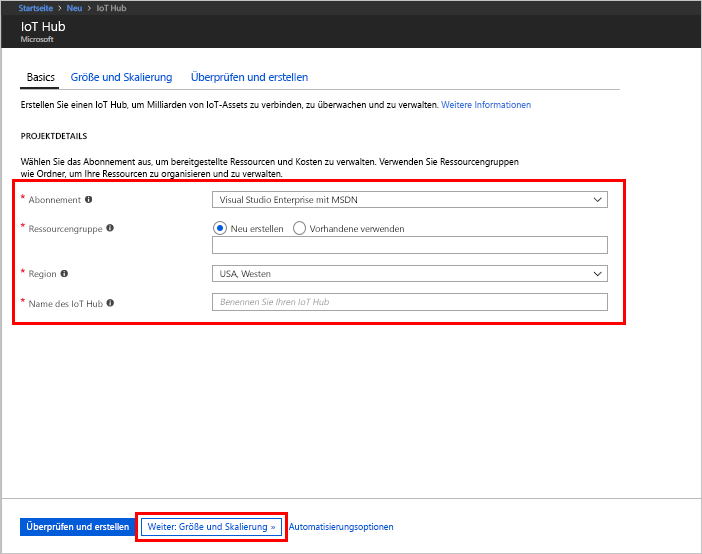 Startseite > Neu > IoT Hub
IoT Hub
Microsoft
Basics Größe und Skalierung Überprüfen und erstellen
Erstellen Sie einen IoT Hub, um Milliarden von IoT-Assets zu verbinden, zu überwachen und zu verwalten. Weitere Informationen
PROJEKTDETAILS
Wählen Sie das Abonnement aus, um bereitgestellte Ressourcen und Kosten zu verwalten. Verwenden Sie Ressourcengruppen
wie Ordner, um Ihre Ressourcen zu organisieren und zu verwalten.
* Abonnement Visual Studio Enterprise mit MSDN
* Ressourcengruppe Neu erstellen Vorhandene verwenden
* Region USA, Westen
* Name des IoT Hub Benennen Sie Ihren IoT Hub
Überprüfen und erstellen Weiter: Größe und Skalierung » Automatisierungsoptionen